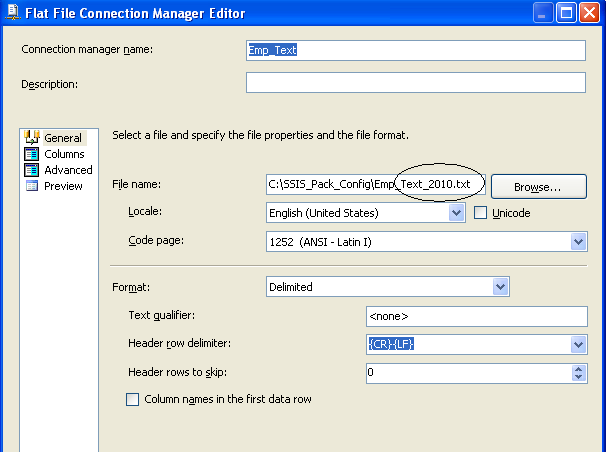 Flat File Connection Manager Editor
Connection manager name: Emp_Text
Description:
General
Columns
Advanced
Preview
Select a file and specify the file properties and the file format.
File name: C:\SSIS_Pack_Config\Emp_Text_2010.txt Browse...
Locale: English (United States) Unicode
Code page: 1252 (ANSI - Latin I)
Format: Delimited
Text qualifier: <none>
Header row delimiter: {CR}{LF}
Header rows to skip: 0
Column names in the first data row